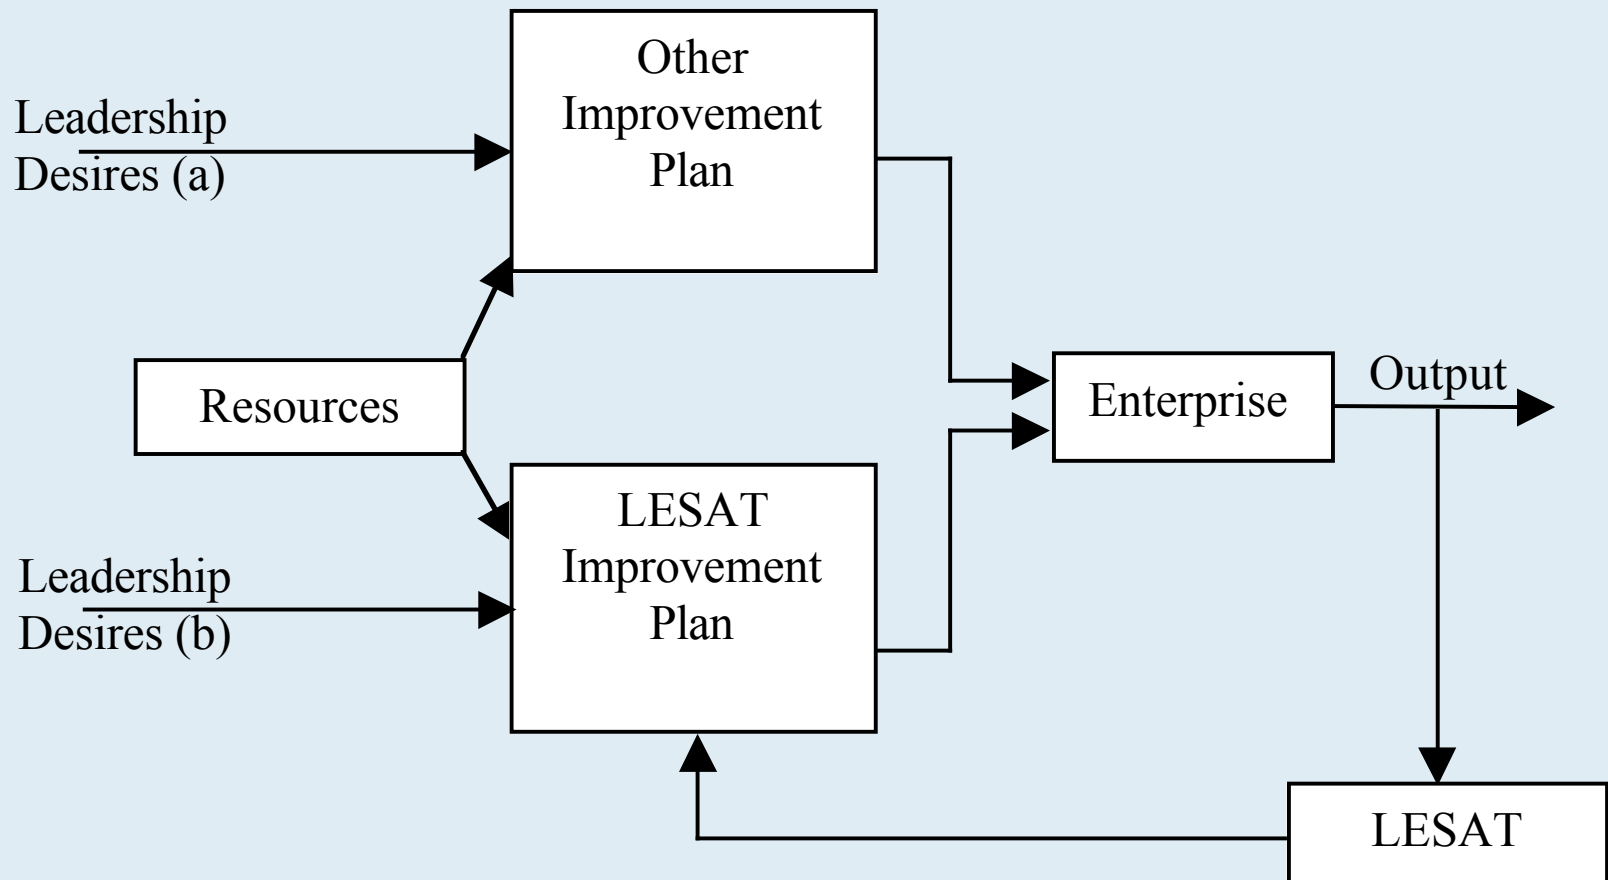 Other
Improvement
Plan
Leadership
Desires (a)
Resources
Output
Enterprise
LESAT
Improvement
Plan
Leadership
Desires (b)
LESAT